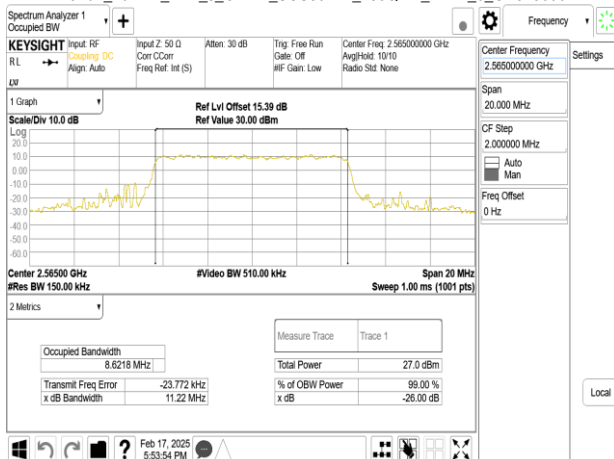 Spectrum Analyzer 1
Occupied BW
Frequency
KEYSIGHT
RL
LXI
Input: RF
Coupling: DC
Align: Auto
Input Z: 50 Ω
Corr CCorr
Freq Ref: Int (S)
Atten: 30 dB
Trig: Free Run
Gate: Off
#IF Gain: Low
Center Freq: 2.565000000 GHz
Avg|Hold: 10/10
Radio Std: None
Center Frequency
2.565000000 GHz
Settings
Span
20.000 MHz
CF Step
2.000000 MHz
Auto
Man
Freq Offset
0 Hz
Local
1 Graph
Scale/Div 10.0 dB
Ref Lvl Offset 15.39 dB
Ref Value 30.00 dBm
Log
20.0
10.0
0.00
-10.0
-20.0
-30.0
-40.0
-50.0
-60.0
Center 2.56500 GHz
#Res BW 150.00 kHz
#Video BW 510.00 kHz
Span 20 MHz
Sweep 1.00 ms (1001 pts)
2 Metrics
Measure Trace Trace 1
Occupied Bandwidth
8.6218 MHz
Total Power 27.0 dBm
Transmit Freq Error -23.772 kHz
% of OBW Power 99.00 %
x dB Bandwidth 11.22 MHz
x dB -26.00 dB
Feb 17, 2025
5:53:54 PM